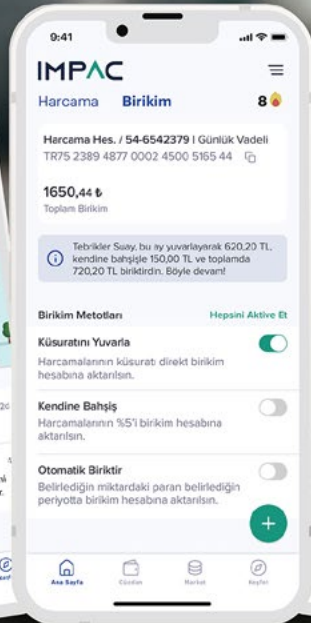 9:41
IMPAC
Harcama Birikim 8
Harcama Hes. / 54-6542379 | Günlük Vadeli
TR75 2389 4877 0002 4500 5165 44
1650,44 ₺
Toplam Birikim
Tebrikler Suay, bu ay yuvarlayarak 620,20 TL,
kendine bahşişle 150,00 TL ve toplamda
720,20 TL biriktirdin. Böyle devam!
Birikim Metotları Hepsini Aktive Et
Küsuratını Yuvarla
Harcamalarının küsuratı direkt birikim
hesabına aktarılsın.
Kendine Bahşiş
Harcamalarının %5'i birikim hesabına
aktarılsın.
Otomatik Biriktir
Belirlediğin miktardaki paran belirlediğin
periyotta birikim hesabına aktarılsın.
+
Ana Sayfa Cüzdan Market Keşfet